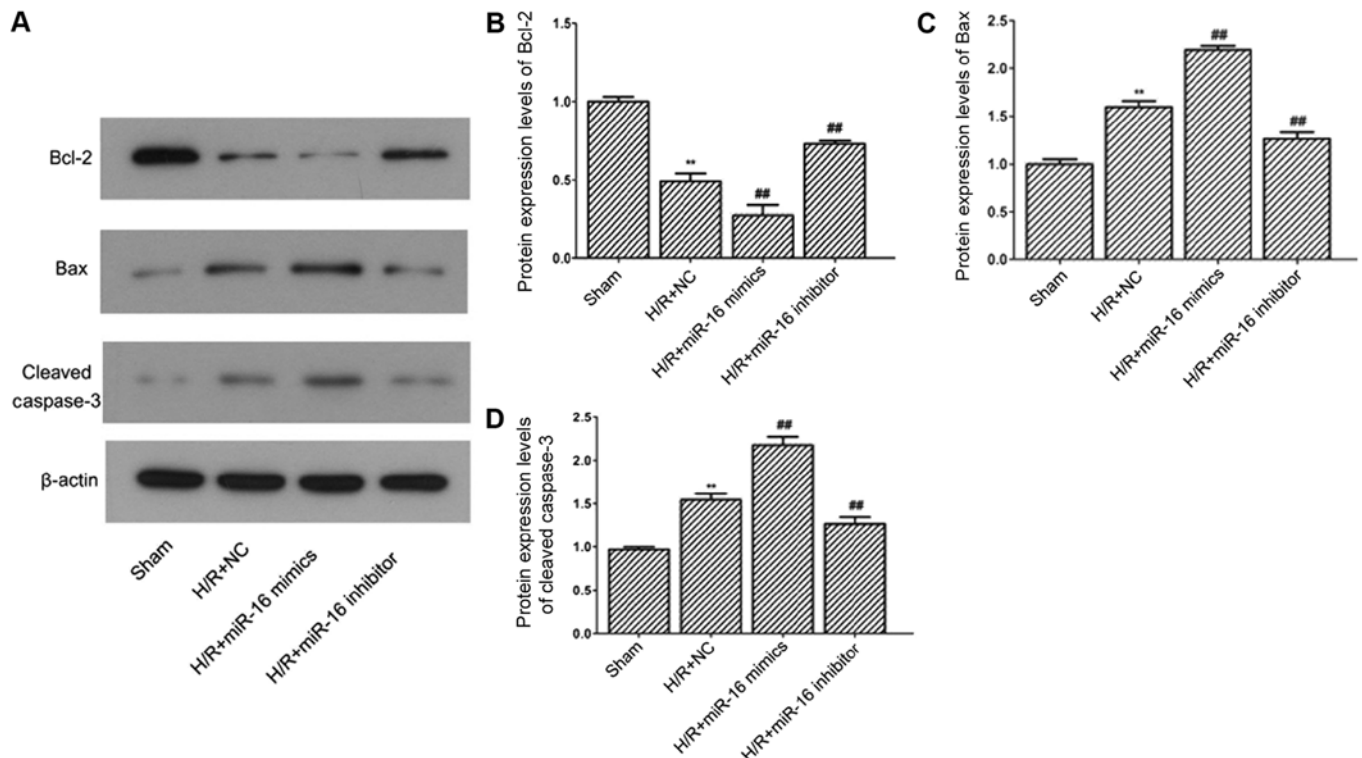 A
Bcl-2
Bax
Cleaved
caspase-3
β-actin
Sham
H/R+NC
H/R+miR-16 mimics
H/R+miR-16 inhibitor
B
Protein expression levels of Bcl-2
1.5
1.0
0.5
0.0
**
##
##
Sham
H/R+NC
H/R+miR-16 mimics
H/R+miR-16 inhibitor
C
Protein expression levels of Bax
2.5
2.0
1.5
1.0
0.5
0.0
**
##
##
Sham
H/R+NC
H/R+miR-16 mimics
H/R+miR-16 inhibitor
D
Protein expression levels
of cleaved caspase-3
2.5
2.0
1.5
1.0
0.5
0.0
**
##
##
Sham
H/R+NC
H/R+miR-16 mimics
H/R+miR-16 inhibitor